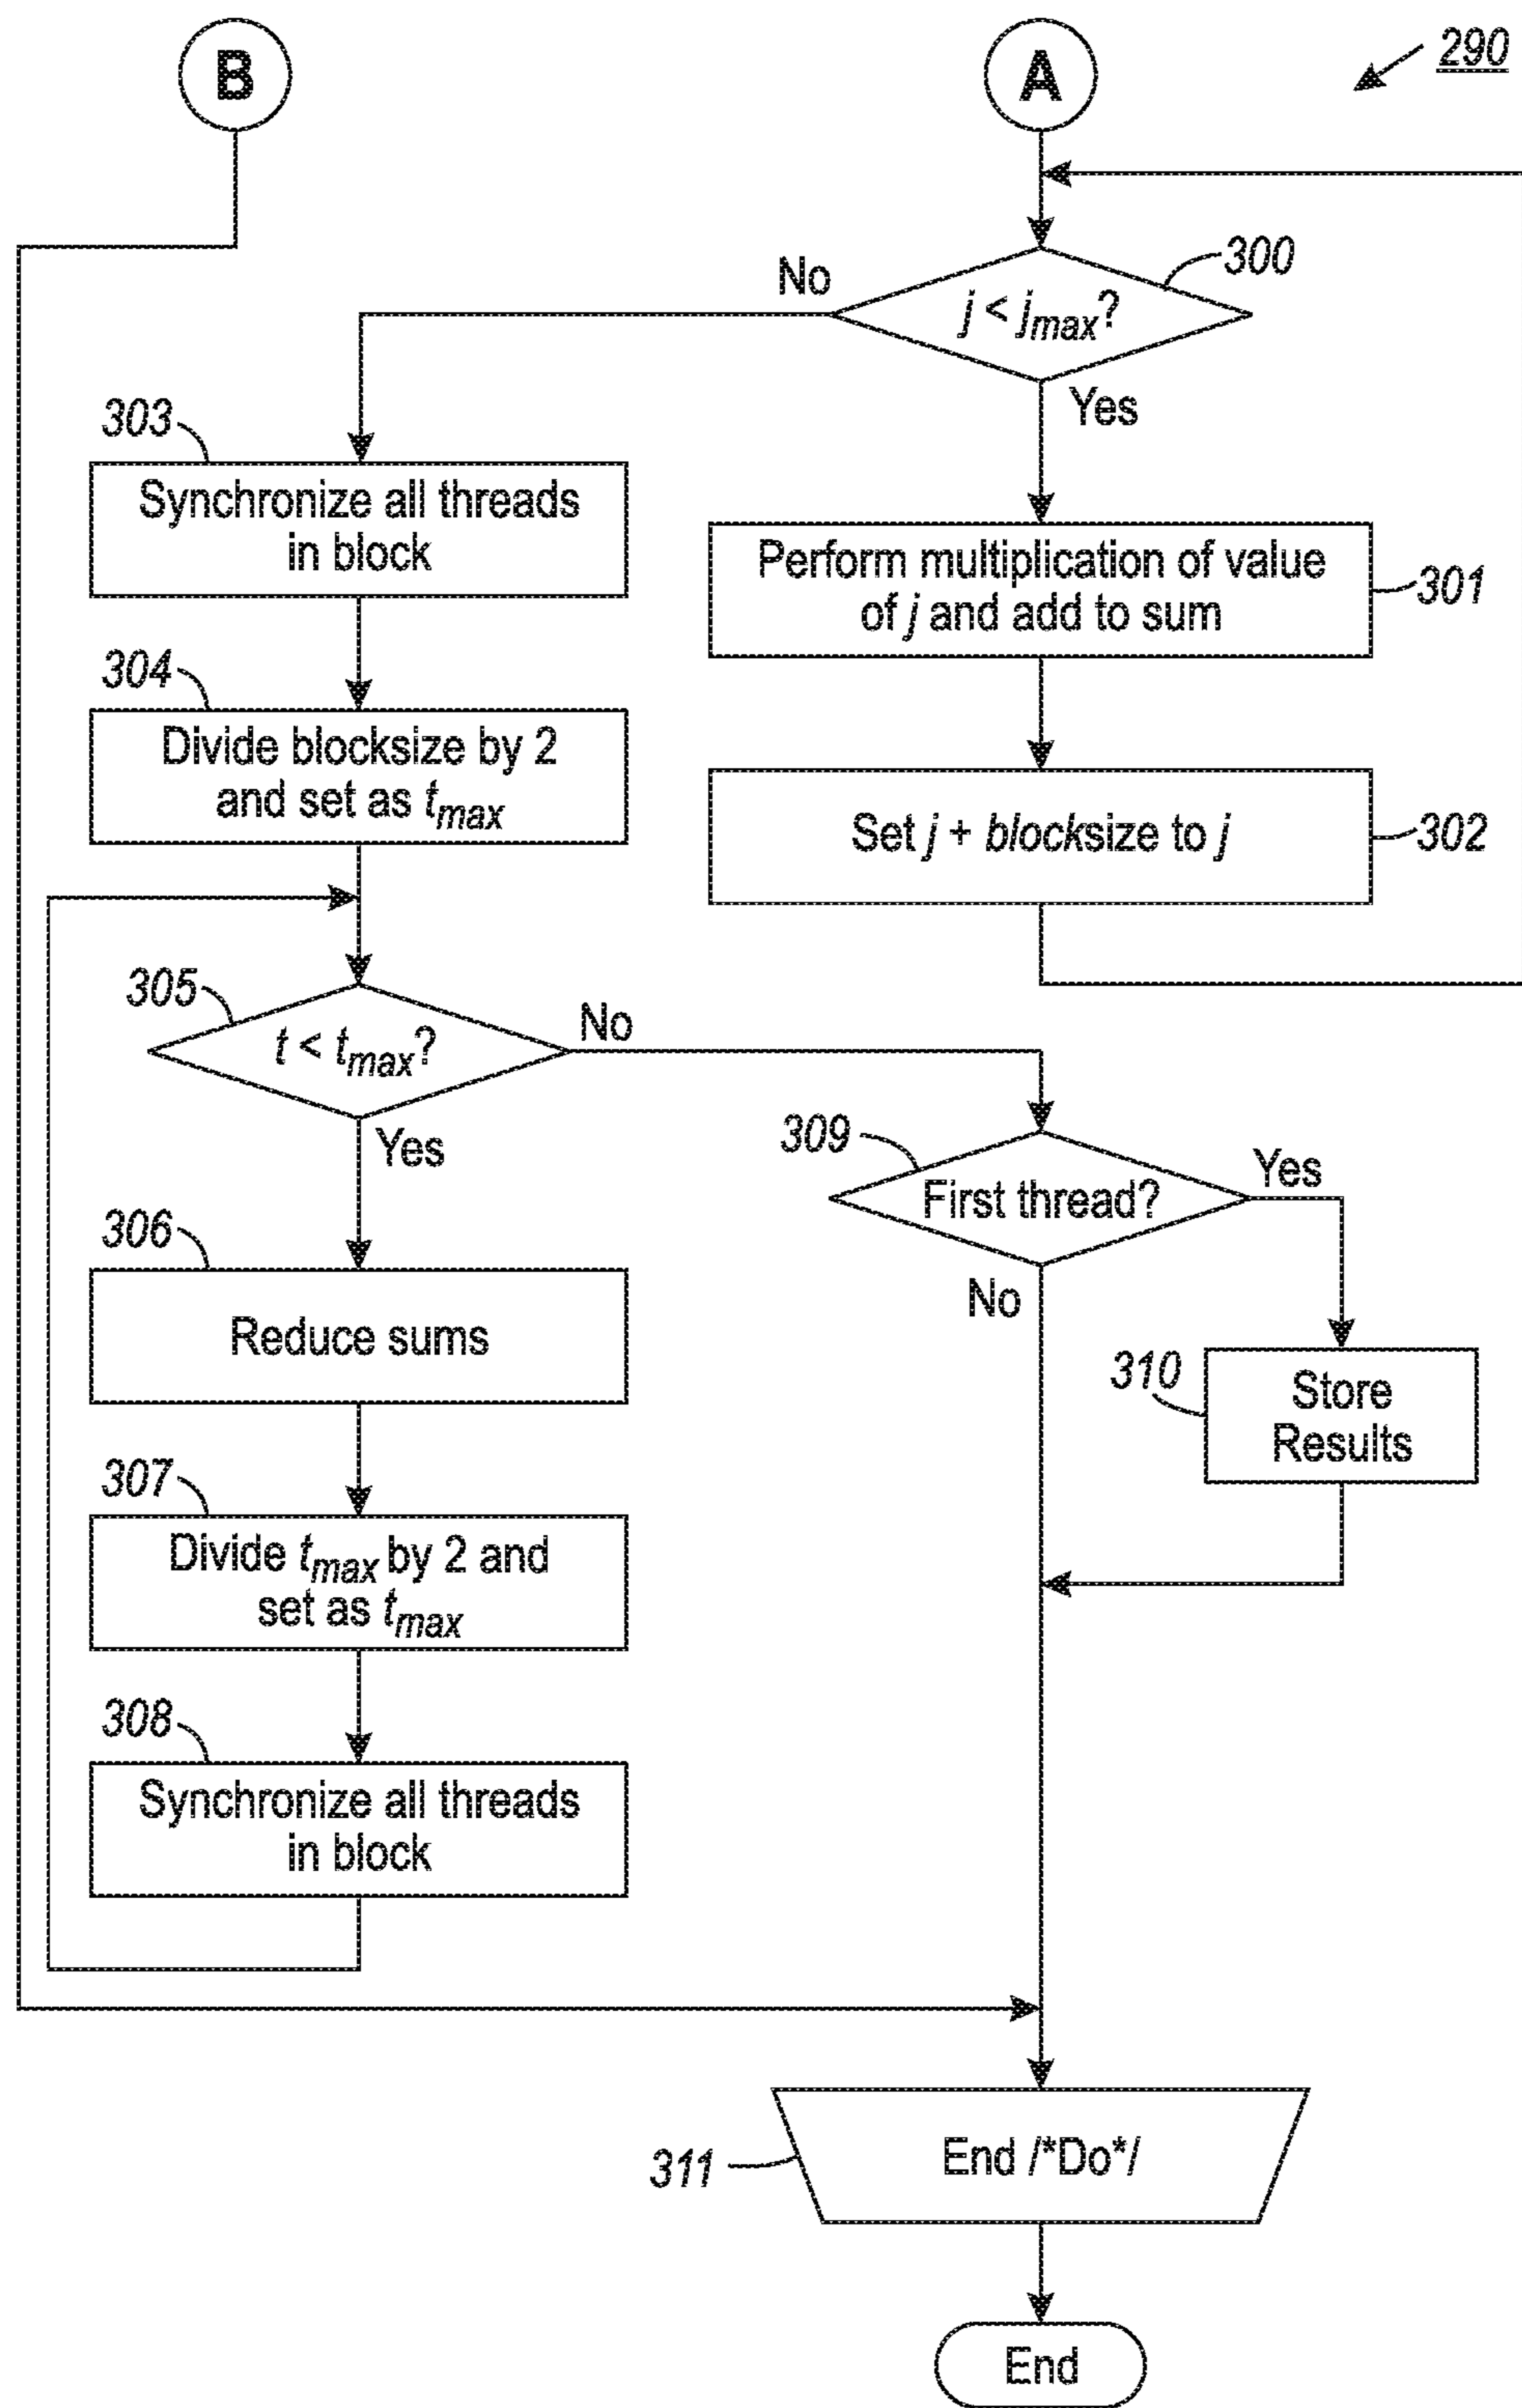 B
A
290
300
No
j < jmax?
Yes
303
Synchronize all threads
in block
Perform multiplication of value
of j and add to sum
301
304
Divide blocksize by 2
and set as tmax
Set j + blocksize to j
302
305
t < tmax?
No
Yes
309
First thread?
Yes
No
306
Reduce sums
310
Store
Results
307
Divide tmax by 2 and
set as tmax
308
Synchronize all threads
in block
311
End /*Do*/
End